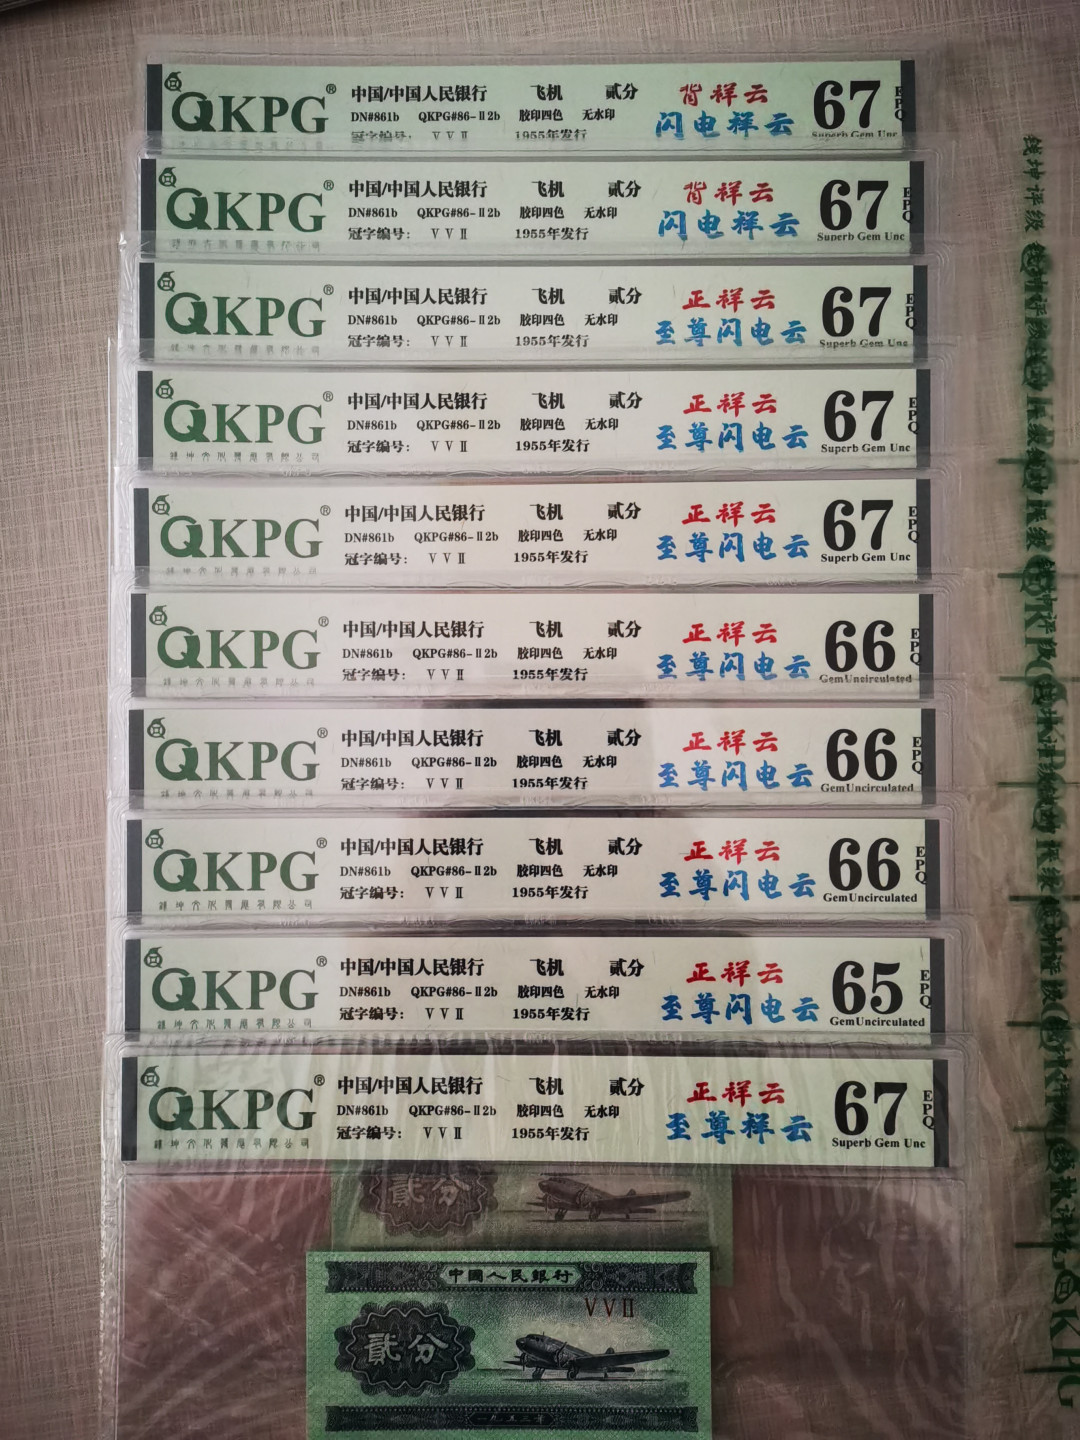 QKPG®
中国/中国人民银行 飞机 贰分
DN#861b QKPG#86-Ⅱ2b 胶印四色 无水印
冠字编号: VVⅡ 1955年发行
背祥云
闪电祥云
67 EPQ
Superb Gem Unc
QKPG®
中国/中国人民银行 飞机 贰分
DN#861b QKPG#86-Ⅱ2b 胶印四色 无水印
冠字编号: VVⅡ 1955年发行
背祥云
闪电祥云
67 EPQ
Superb Gem Unc
QKPG®
中国/中国人民银行 飞机 贰分
DN#861b QKPG#86-Ⅱ2b 胶印四色 无水印
冠字编号: VVⅡ 1955年发行
正祥云
至尊闪电云
67 EPQ
Superb Gem Unc
QKPG®
中国/中国人民银行 飞机 贰分
DN#861b QKPG#86-Ⅱ2b 胶印四色 无水印
冠字编号: VVⅡ 1955年发行
正祥云
至尊闪电云
67 EPQ
Superb Gem Unc
QKPG®
中国/中国人民银行 飞机 贰分
DN#861b QKPG#86-Ⅱ2b 胶印四色 无水印
冠字编号: VVⅡ 1955年发行
正祥云
至尊闪电云
67 EPQ
Superb Gem Unc
QKPG®
中国/中国人民银行 飞机 贰分
DN#861b QKPG#86-Ⅱ2b 胶印四色 无水印
冠字编号: VVⅡ 1955年发行
正祥云
至尊闪电云
66 EPQ
Gem Uncirculated
QKPG®
中国/中国人民银行 飞机 贰分
DN#861b QKPG#86-Ⅱ2b 胶印四色 无水印
冠字编号: VVⅡ 1955年发行
正祥云
至尊闪电云
66 EPQ
Gem Uncirculated
QKPG®
中国/中国人民银行 飞机 贰分
DN#861b QKPG#86-Ⅱ2b 胶印四色 无水印
冠字编号: VVⅡ 1955年发行
正祥云
至尊闪电云
66 EPQ
Gem Uncirculated
QKPG®
中国/中国人民银行 飞机 贰分
DN#861b QKPG#86-Ⅱ2b 胶印四色 无水印
冠字编号: VVⅡ 1955年发行
正祥云
至尊闪电云
65 EPQ
Gem Uncirculated
QKPG®
中国/中国人民银行 飞机 贰分
DN#861b QKPG#86-Ⅱ2b 胶印四色 无水印
冠字编号: VVⅡ 1955年发行
正祥云
至尊祥云
67 EPQ
Superb Gem Unc
貳分
中國人民銀行
VVⅡ
貳分
一九五三年
钱坤评级